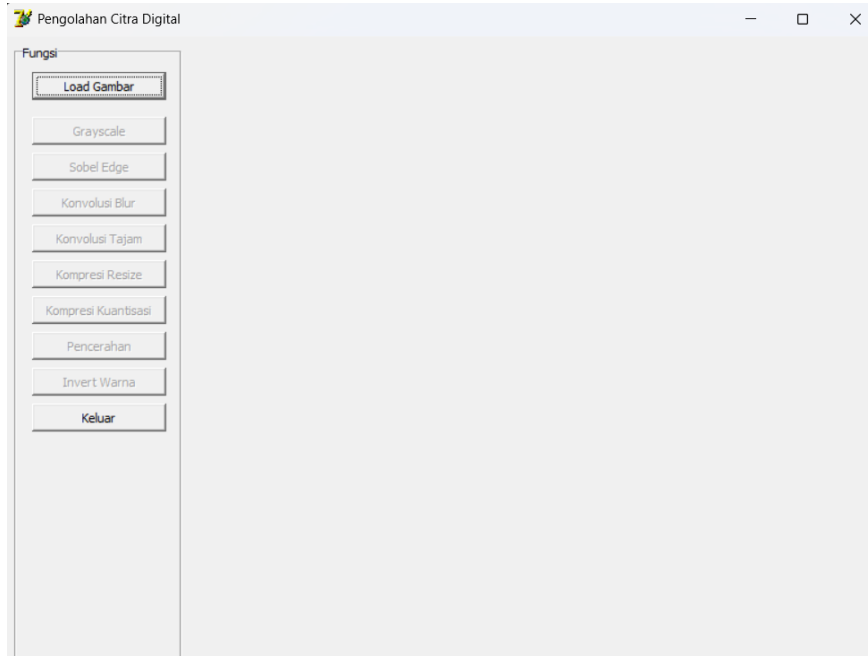 Pengolahan Citra Digital
Fungsi
Load Gambar
Grayscale
Sobel Edge
Konvolusi Blur
Konvolusi Tajam
Kompresi Resize
Kompresi Kuantisasi
Pencerahan
Invert Warna
Keluar